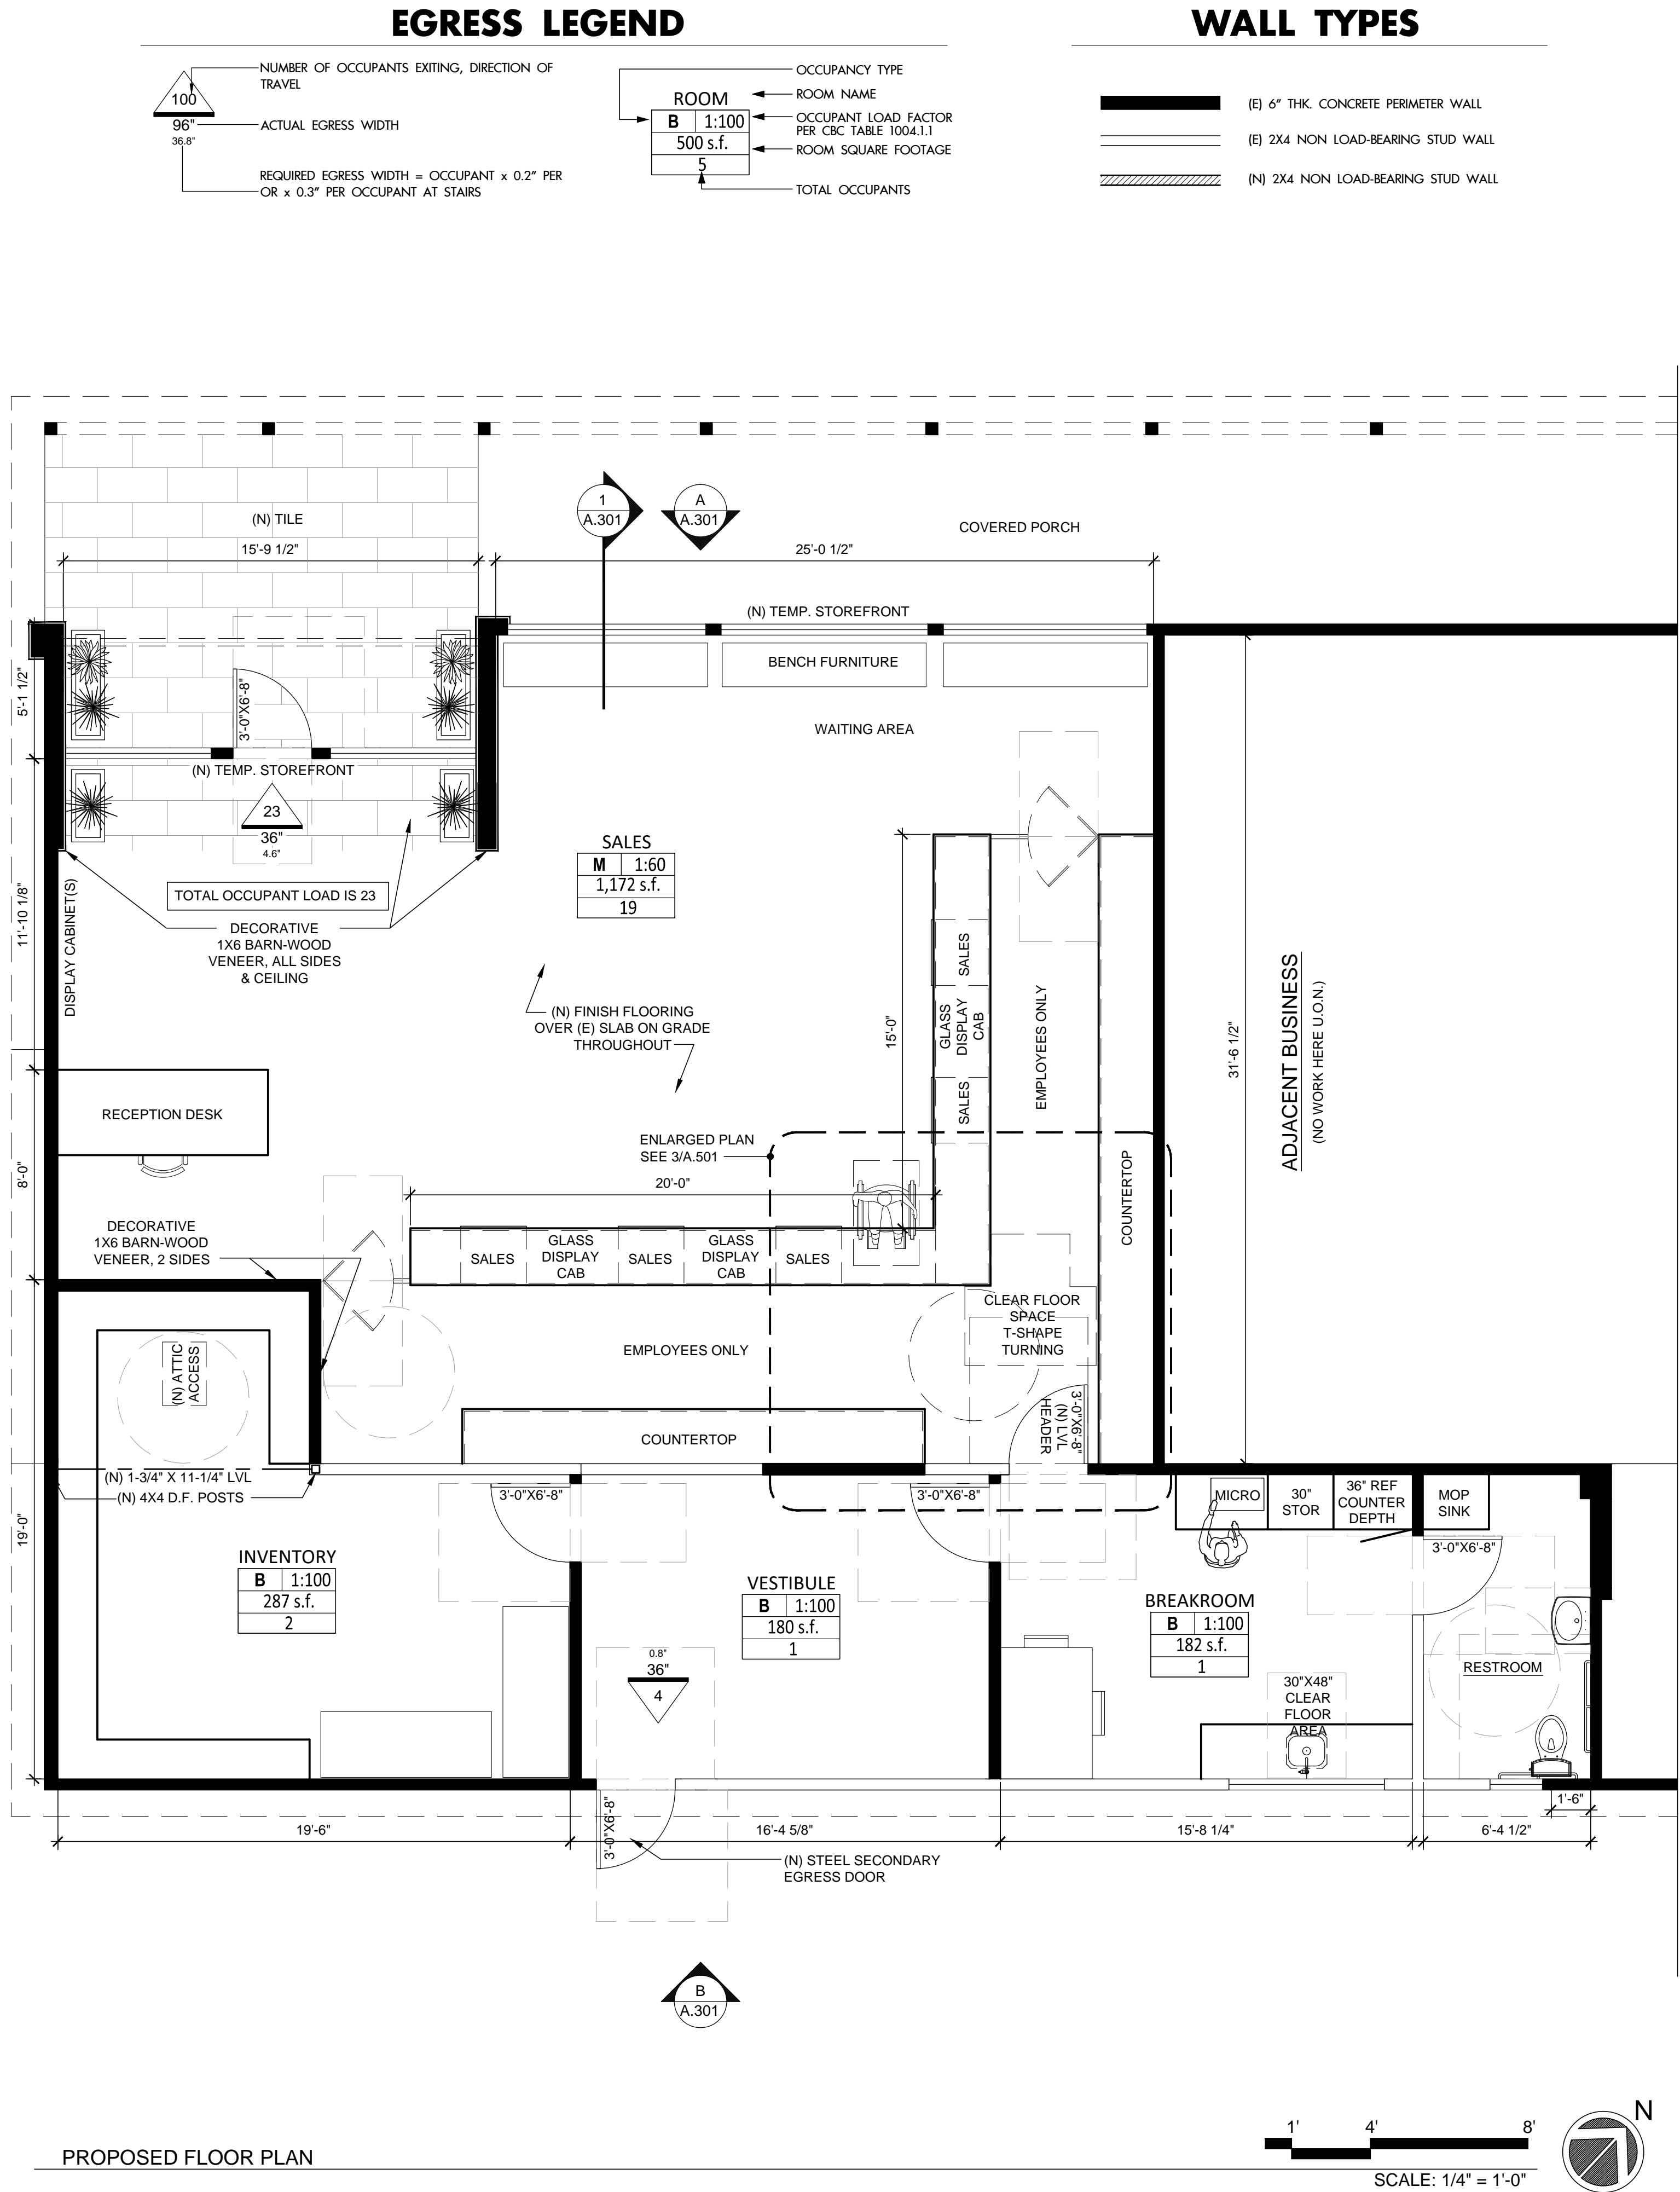 EGRESS LEGEND
NUMBER OF OCCUPANTS EXITING, DIRECTION OF
TRAVEL
100
96"
36.8"
ACTUAL EGRESS WIDTH
REQUIRED EGRESS WIDTH = OCCUPANT x 0.2" PER
OR x 0.3" PER OCCUPANT AT STAIRS
ROOM
B 1:100
500 s.f.
5
OCCUPANCY TYPE
ROOM NAME
OCCUPANT LOAD FACTOR
PER CBC TABLE 1004.1.1
ROOM SQUARE FOOTAGE
TOTAL OCCUPANTS
WALL TYPES
(E) 6" THK. CONCRETE PERIMETER WALL
(E) 2X4 NON LOAD-BEARING STUD WALL
(N) 2X4 NON LOAD-BEARING STUD WALL
(N) TILE
15'-9 1/2"
1
A.301
A
A.301
COVERED PORCH
25'-0 1/2"
(N) TEMP. STOREFRONT
BENCH FURNITURE
WAITING AREA
5'-1 1/2"
3'-0"X6'-8"
(N) TEMP. STOREFRONT
23
36"
4.6"
TOTAL OCCUPANT LOAD IS 23
DECORATIVE
1X6 BARN-WOOD
VENEER, ALL SIDES
& CEILING
11'-10 1/8"
DISPLAY CABINET(S)
SALES
M 1:60
1,172 s.f.
19
(N) FINISH FLOORING
OVER (E) SLAB ON GRADE
THROUGHOUT
15'-0"
SALES
GLASS
DISPLAY
CAB
SALES
EMPLOYEES ONLY
31'-6 1/2"
ADJACENT BUSINESS
(NO WORK HERE U.O.N.)
RECEPTION DESK
8'-0"
ENLARGED PLAN
SEE 3/A.501
20'-0"
COUNTERTOP
DECORATIVE
1X6 BARN-WOOD
VENEER, 2 SIDES
SALES
GLASS
DISPLAY
CAB
SALES
GLASS
DISPLAY
CAB
SALES
CLEAR FLOOR
SPACE
T-SHAPE
TURNING
EMPLOYEES ONLY
(N) ATTIC
ACCESS
3'-0"X6'-8"
(N) LVL
HEADER
COUNTERTOP
(N) 1-3/4" X 11-1/4" LVL
(N) 4X4 D.F. POSTS
19'-0"
3'-0"X6'-8"
3'-0"X6'-8"
MICRO
30"
STOR
36" REF
COUNTER
DEPTH
MOP
SINK
3'-0"X6'-8"
INVENTORY
B 1:100
287 s.f.
2
VESTIBULE
B 1:100
180 s.f.
1
BREAKROOM
B 1:100
182 s.f.
1
0.8"
36"
4
RESTROOM
30"X48"
CLEAR
FLOOR
AREA
1'-6"
19'-6"
3'-0"X6'-8"
16'-4 5/8"
15'-8 1/4"
6'-4 1/2"
(N) STEEL SECONDARY
EGRESS DOOR
B
A.301
PROPOSED FLOOR PLAN
1' 4' 8'
N
SCALE: 1/4" = 1'-0"